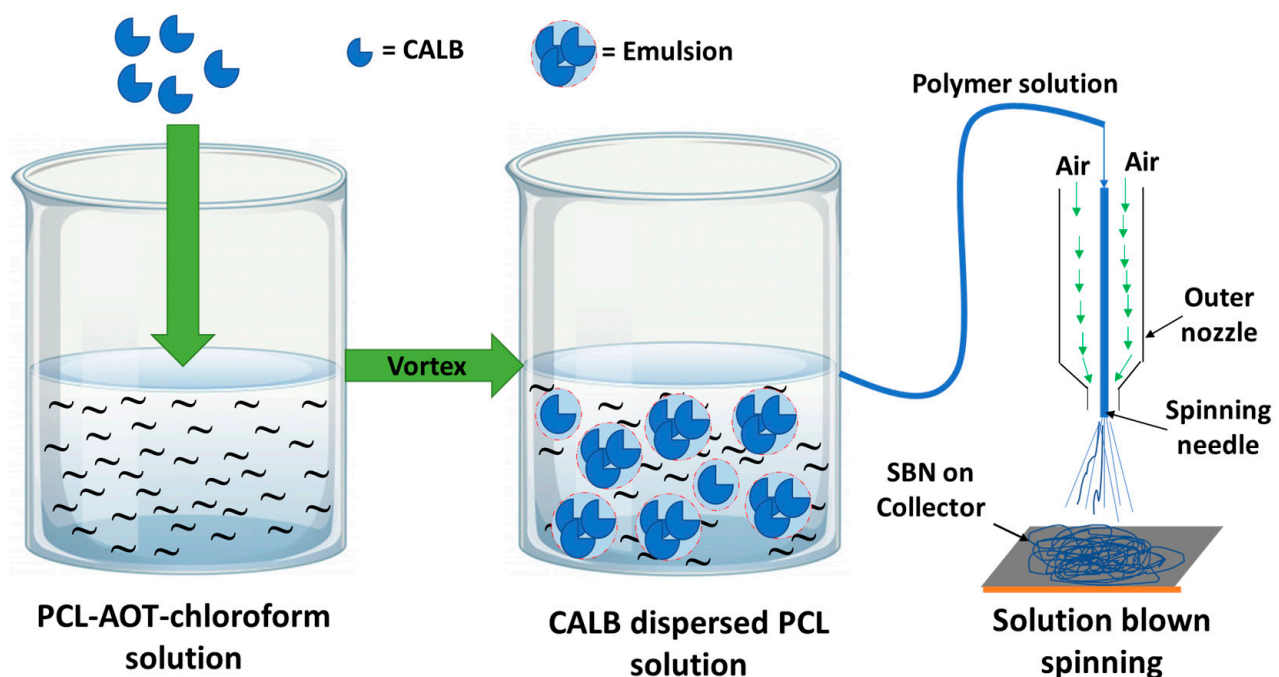 = CALB
= Emulsion
Polymer solution
Air
Air
Outer
nozzle
Vortex
Spinning
needle
SBN on
Collector
PCL-AOT-chloroform
solution
CALB dispersed PCL
solution
Solution blown
spinning